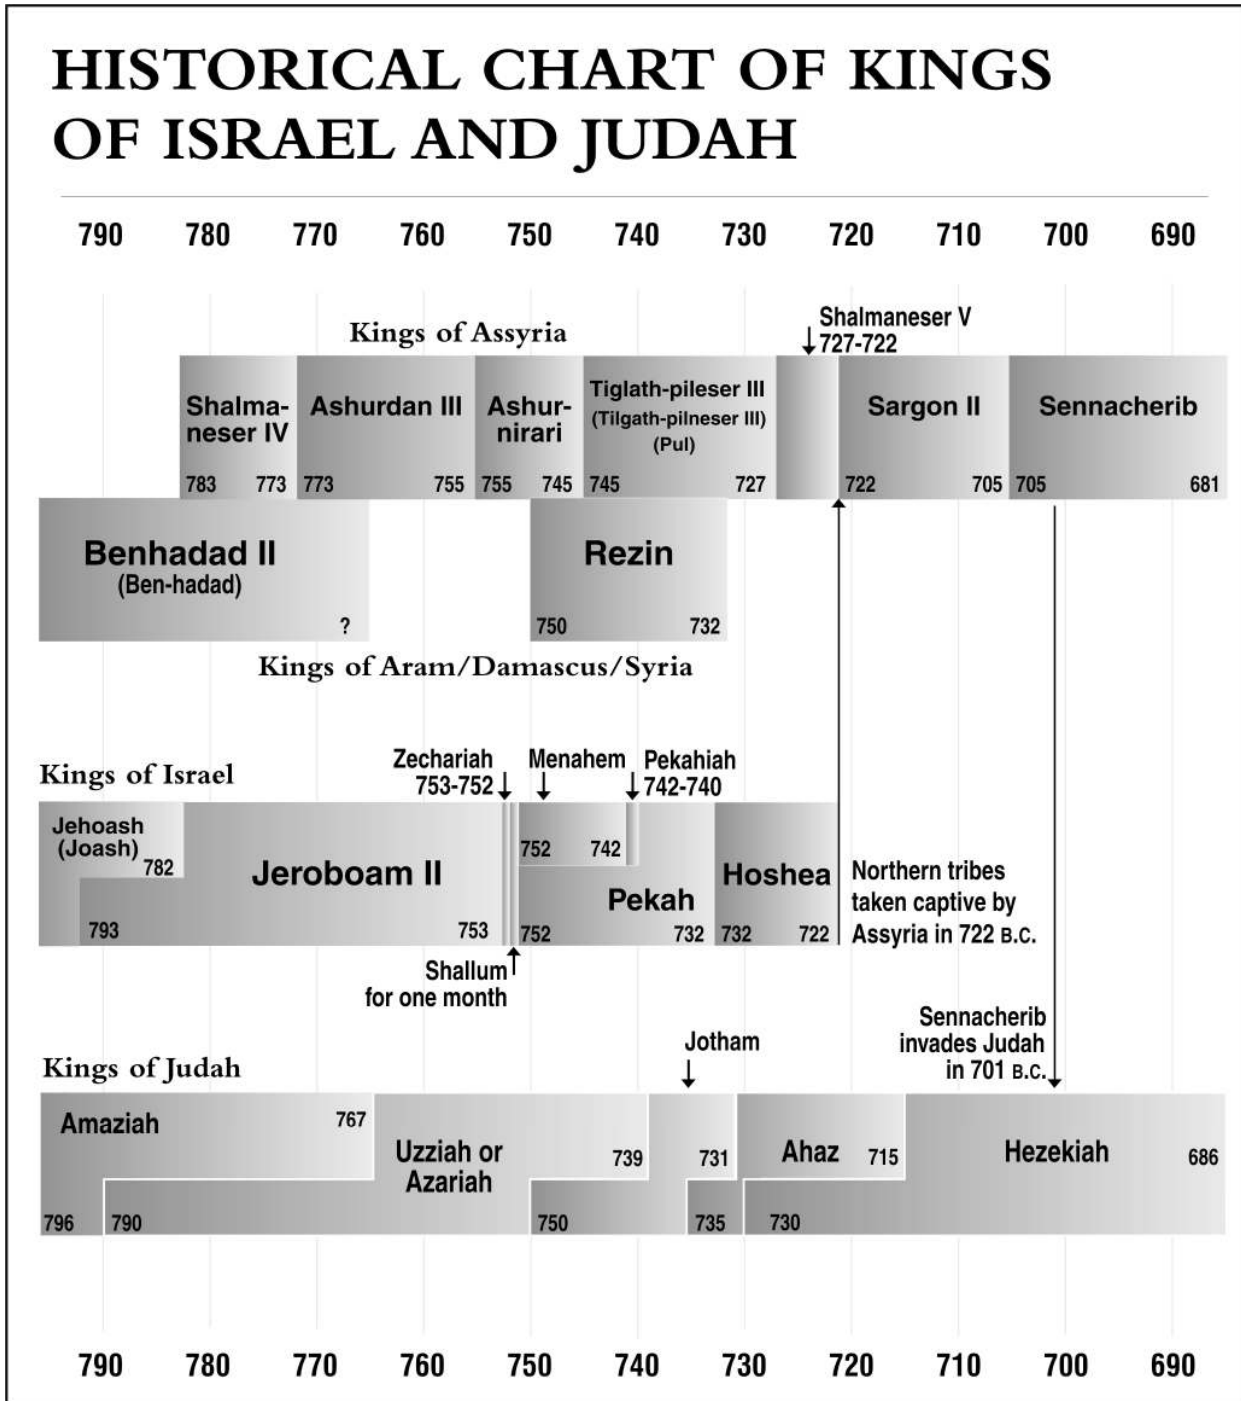 HISTORICAL CHART OF KINGS
OF ISRAEL AND JUDAH
790 780 770 760 750 740 730 720 710 700 690
Kings of Assyria
Shalmaneser V
727-722
Shalma-
neser IV
783 773
Ashurdan III
773 755
Ashur-
nirari
755 745
Tiglath-pileser III
(Tilgath-pilneser III)
(Pul)
745 727
Sargon II
722 705
Sennacherib
705 681
Benhadad II
(Ben-hadad)
?
Rezin
750 732
Kings of Aram/Damascus/Syria
Kings of Israel
Zechariah
753-752
Menahem
Pekahiah
742-740
Jehoash
(Joash)
782
Jeroboam II
793 753
752 742
Pekah
752 732
Hoshea
732 722
Northern tribes
taken captive by
Assyria in 722 B.C.
Shallum
for one month
Sennacherib
invades Judah
in 701 B.C.
Kings of Judah
Jotham
Amaziah
767
796
Uzziah or
Azariah
739
790
731
750
Ahaz
715
735
Hezekiah
686
730
790 780 770 760 750 740 730 720 710 700 690